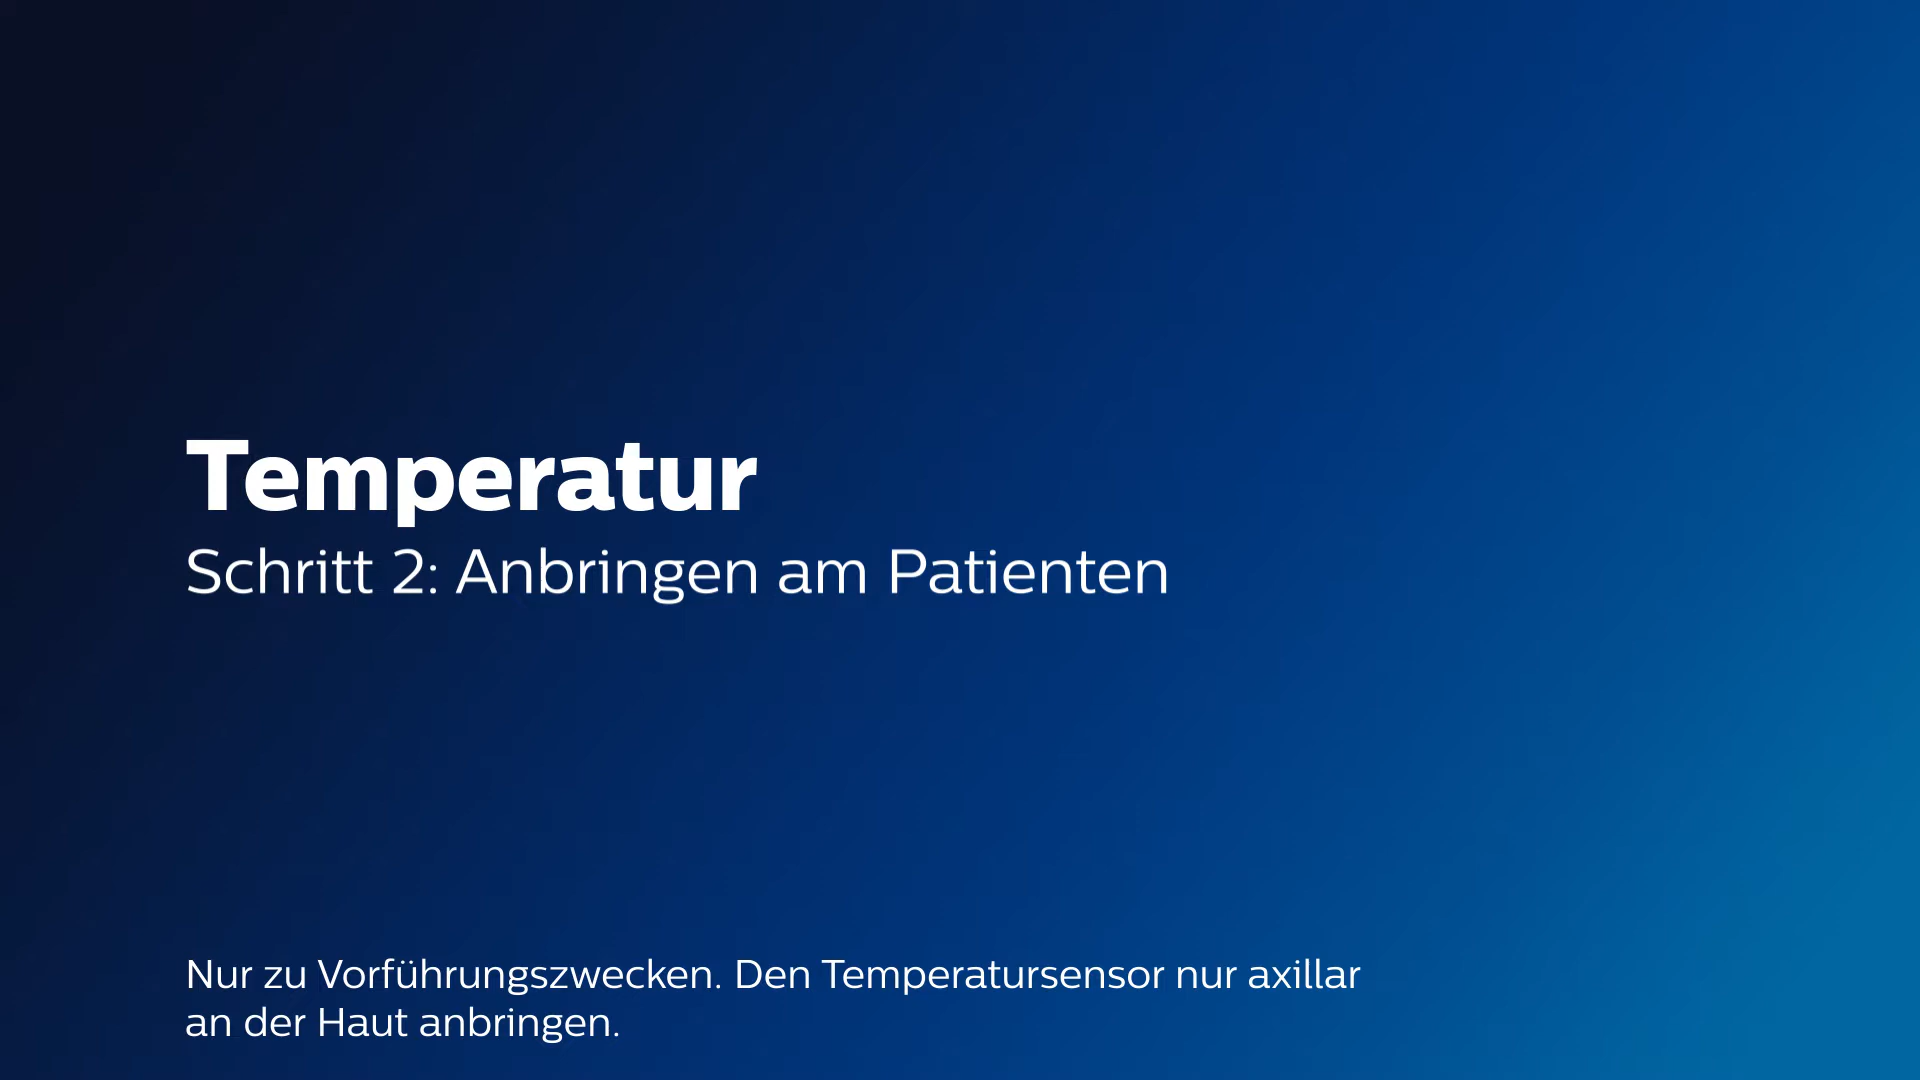 Temperatur
Schritt 2: Anbringen am Patienten
Nur zu Vorführungszwecken. Den Temperatursensor nur axillar
an der Haut anbringen.